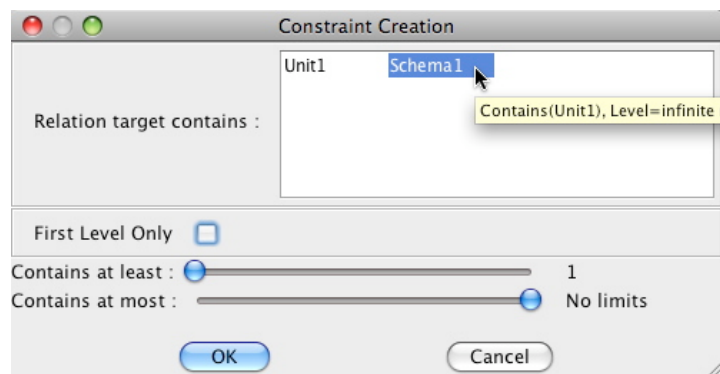 Constraint Creation
Unit1 Schema1
Contains(Unit1), Level=infinite
Relation target contains :
First Level Only
Contains at least : 1
Contains at most : No limits
OK Cancel